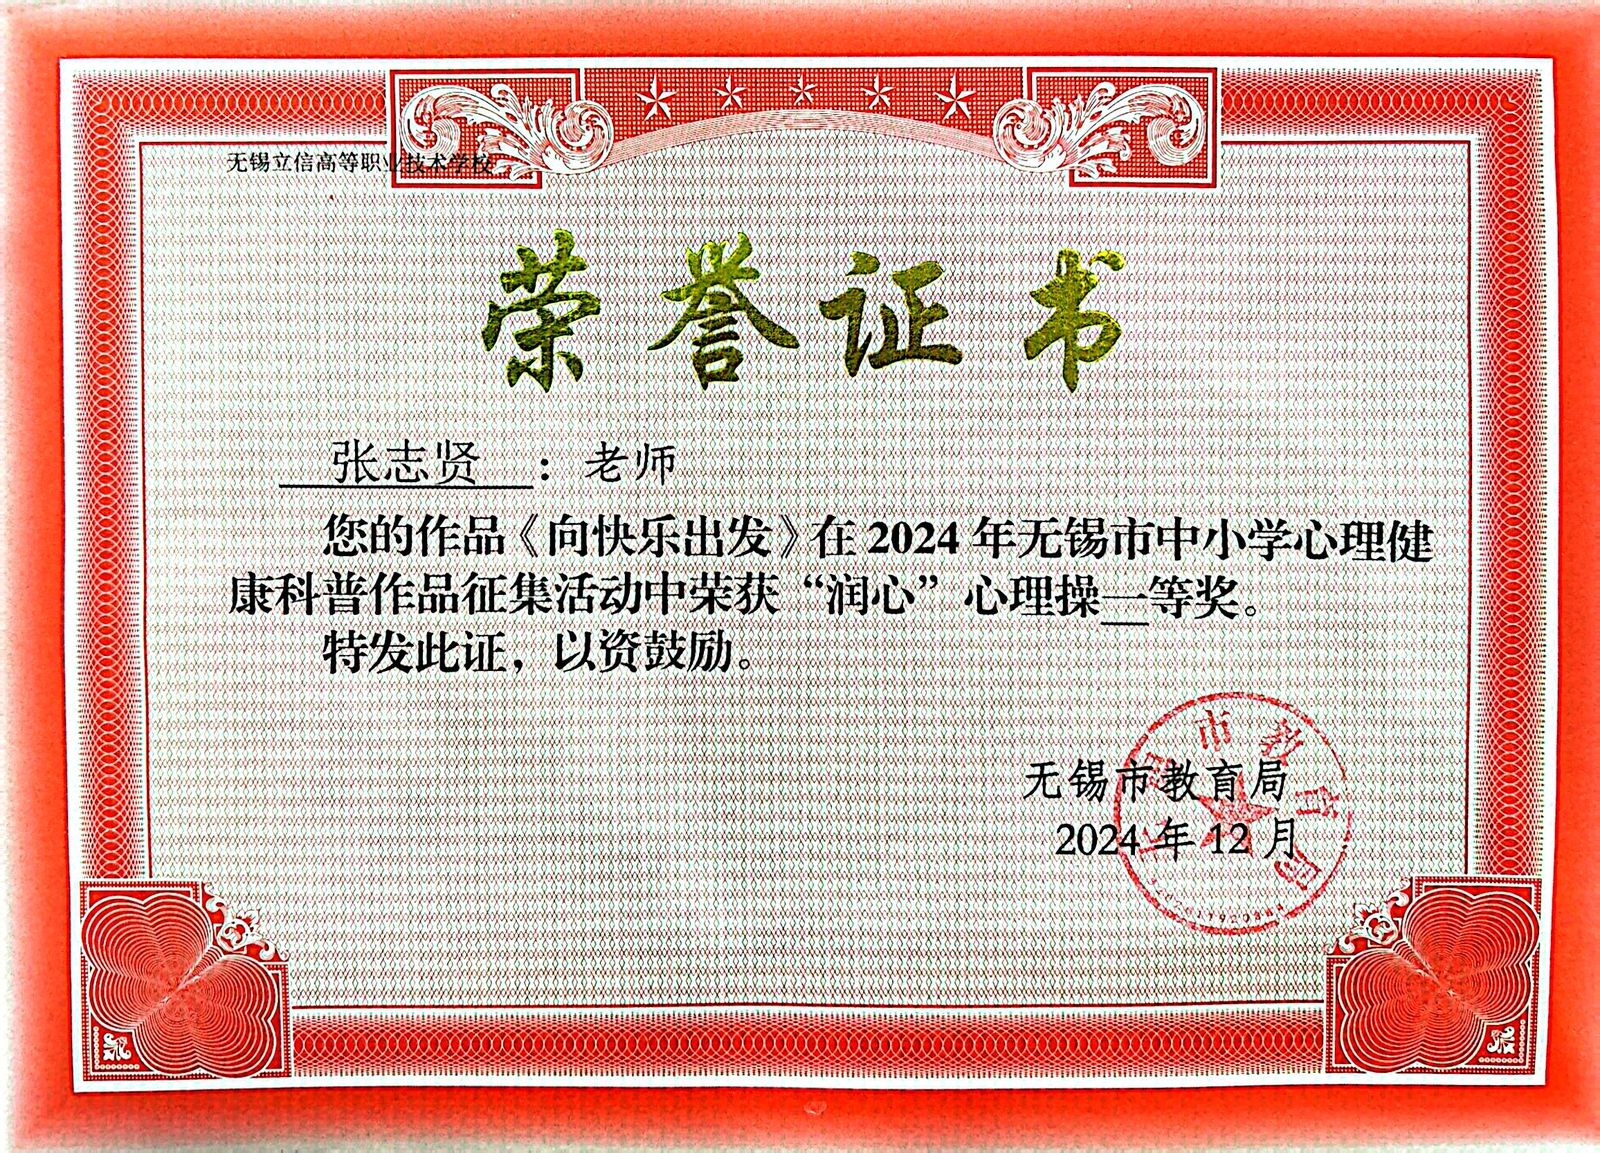 无锡立信高等职业技术学校
荣誉证书
张志贤：老师
您的作品《向快乐出发》在2024年无锡市中小学心理健
康科普作品征集活动中荣获“润心”心理操一等奖。
特发此证，以资鼓励。
无锡市教育局
2024年12月
市教育局